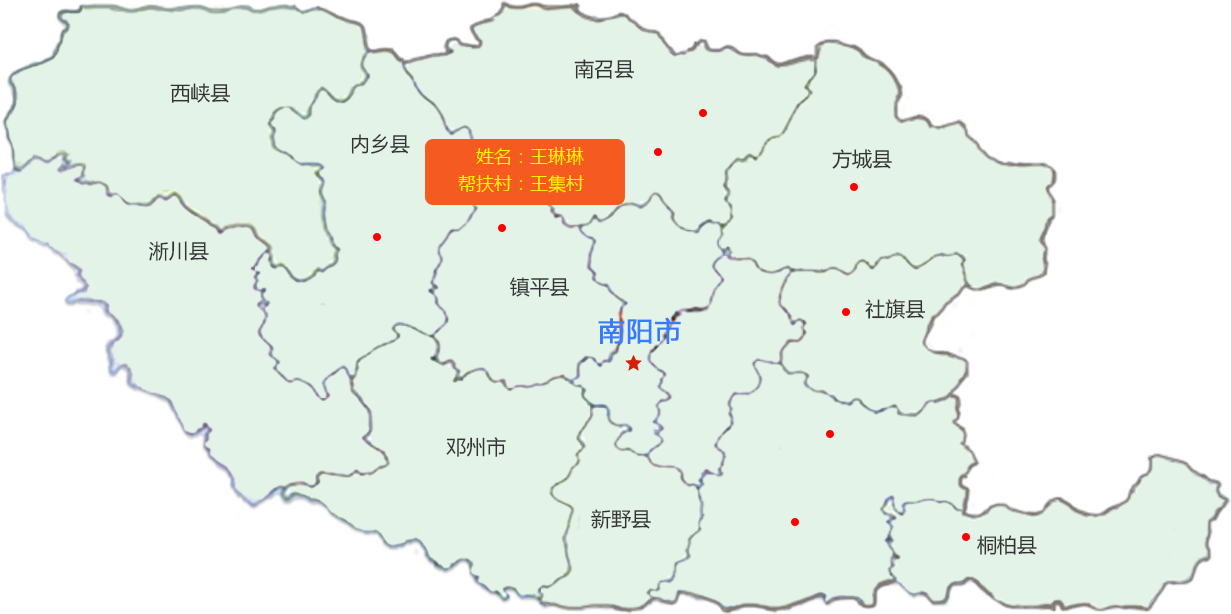 南召县
西峡县
内乡县
姓名：王琳琳
帮扶村：王集村
方城县
淅川县
镇平县
社旗县
南阳市
邓州市
新野县
桐柏县